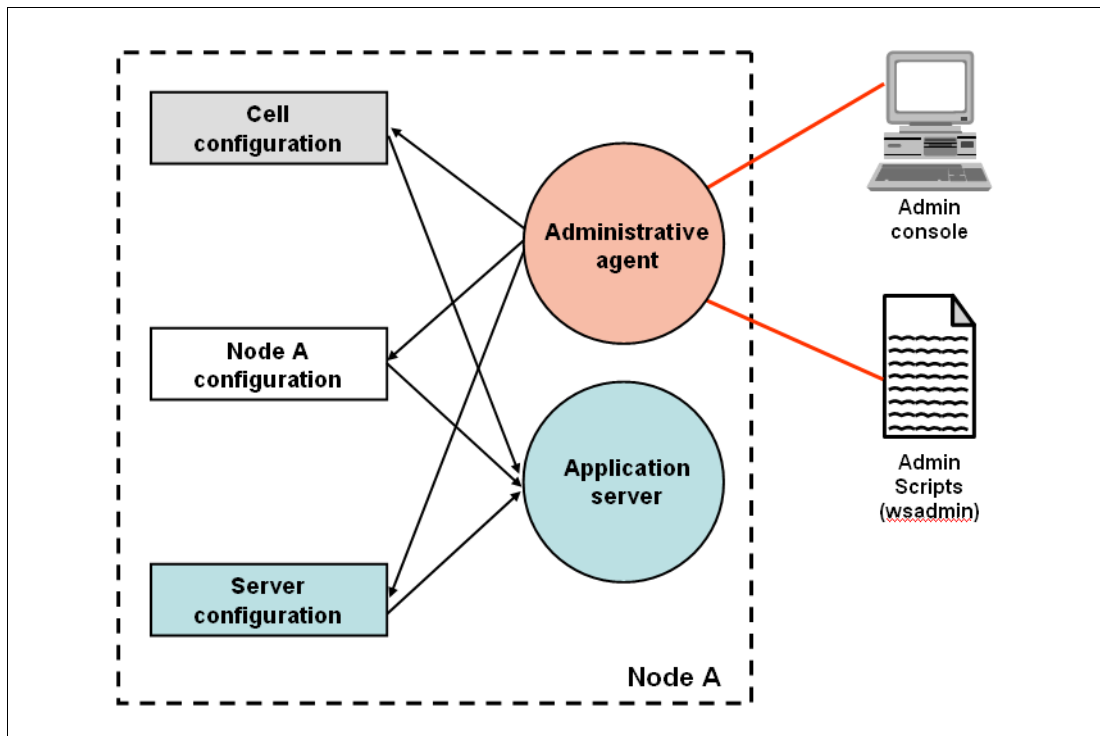 Cell
configuration
Administrative
agent
Admin
console
Node A
configuration
Application
server
Admin
Scripts
(wsadmin)
Server
configuration
Node A